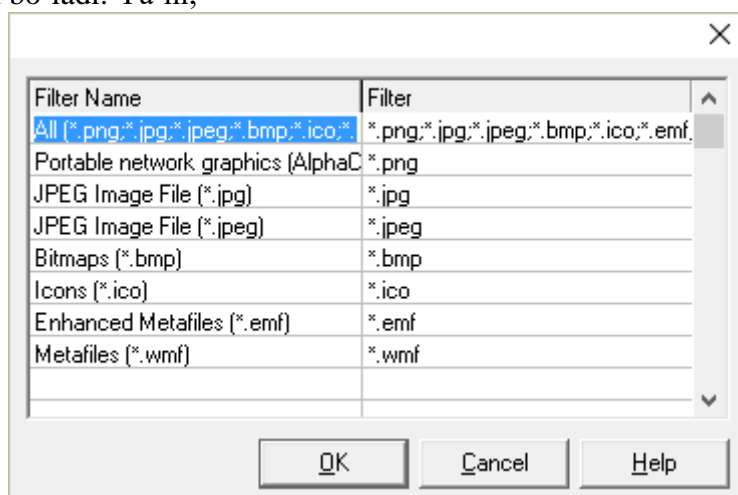 Filter Name Filter
All (*.png;*.jpg;*.jpeg;*.bmp;*.ico;*. *.png;*.jpg;*.jpeg;*.bmp;*.ico;*.emf,
Portable network graphics (AlphaC *.png
JPEG Image File (*.jpg) *.jpg
JPEG Image File (*.jpeg) *.jpeg
Bitmaps (*.bmp) *.bmp
Icons (*.ico) *.ico
Enhanced Metafiles (*.emf) *.emf
Metafiles (*.wmf) *.wmf
OK Cancel Help